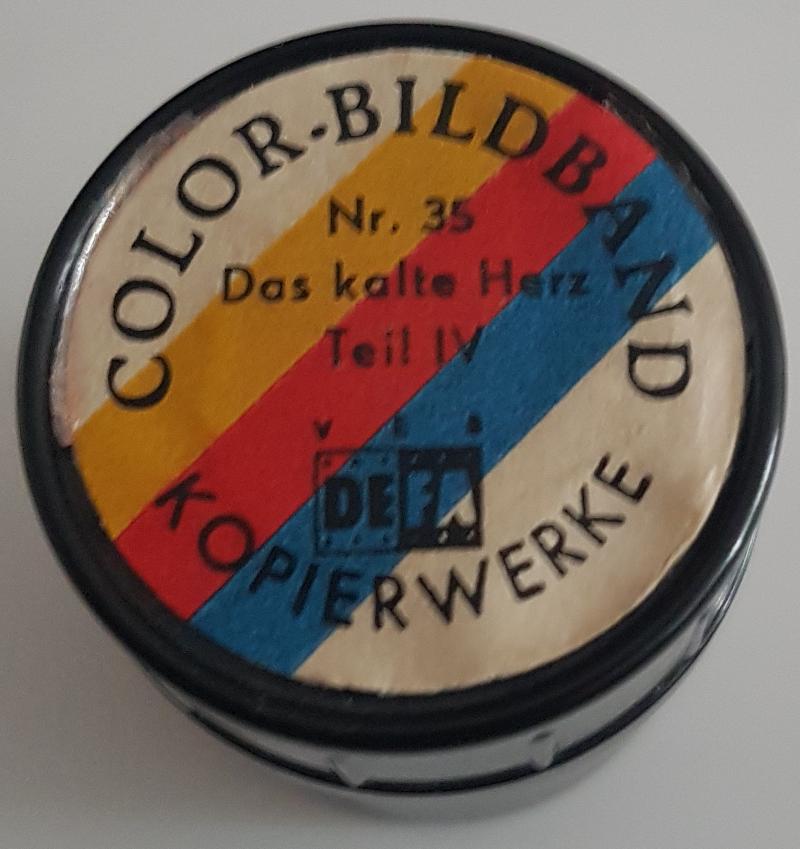 COLOR-BILDBAND
Nr. 35
Das kalte Herz
Teil IV
VEB
DEFA
KOPIERWERKE